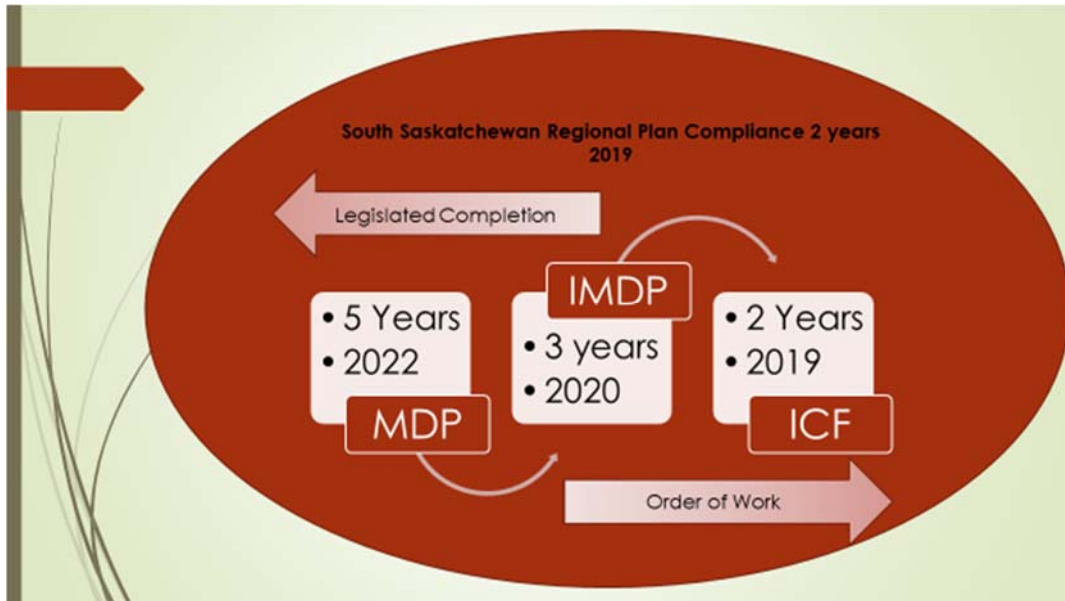 South Saskatchewan Regional Plan Compliance 2 years
2019
Legislated Completion
• 5 Years
• 2022
MDP
IMDP
• 3 years
• 2020
• 2 Years
• 2019
ICF
Order of Work